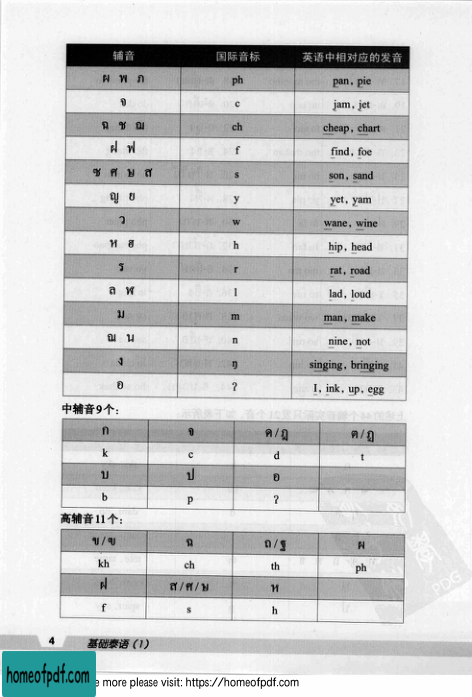 辅音 国际音标 英语中相对应的发音
ผ พ ภ ph pan, pie
จ c jam, jet
ฉ ช ฌ ch cheap, chart
ฝ ฟ f find, foe
ซ ศ ษ ส s son, sand
ญ ย y yet, yam
ว w wane, wine
ห ฮ h hip, head
ร r rat, road
ล ฬ l lad, loud
ม m man, make
ณ น n nine, not
ง ŋ singing, bringing
อ ? I, ink, up, egg
中辅音9个：
ก จ ด/ฎ ต/ฏ
k c d t
บ ป อ
b p ?
高辅音11个：
ข/ฃ ฉ ถ/ฐ ผ
kh ch th ph
ฝ ส/ศ/ษ ห
f s h
4 基础泰语（1）
homeofpdf.com
e more please visit: https://homeofpdf.com
PDG